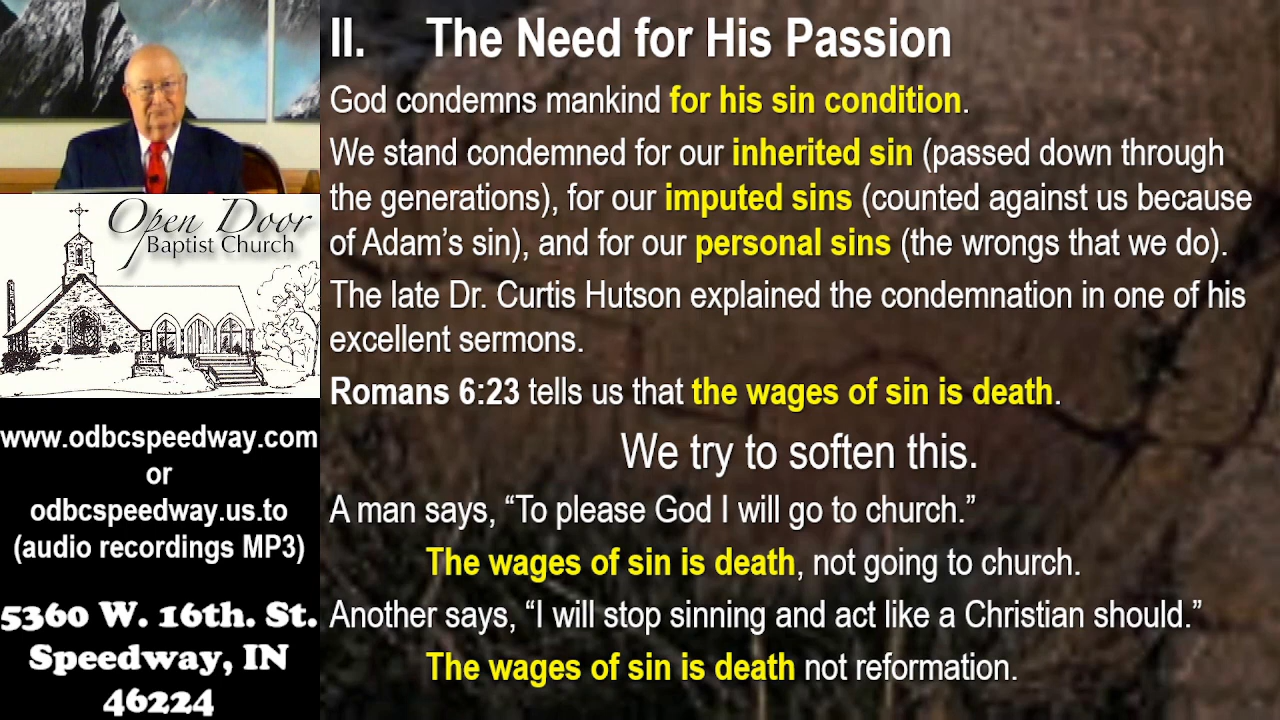 Open Door
Baptist Church
www.odbcspeedway.com
or
odbcspeedway.us.to
(audio recordings MP3)
5360 W. 16th. St.
Speedway, IN
46224
II. The Need for His Passion
God condemns mankind for his sin condition.
We stand condemned for our inherited sin (passed down through
the generations), for our imputed sins (counted against us because
of Adam’s sin), and for our personal sins (the wrongs that we do).
The late Dr. Curtis Hutson explained the condemnation in one of his
excellent sermons.
Romans 6:23 tells us that the wages of sin is death.
We try to soften this.
A man says, “To please God I will go to church.”
The wages of sin is death, not going to church.
Another says, “I will stop sinning and act like a Christian should.”
The wages of sin is death not reformation.